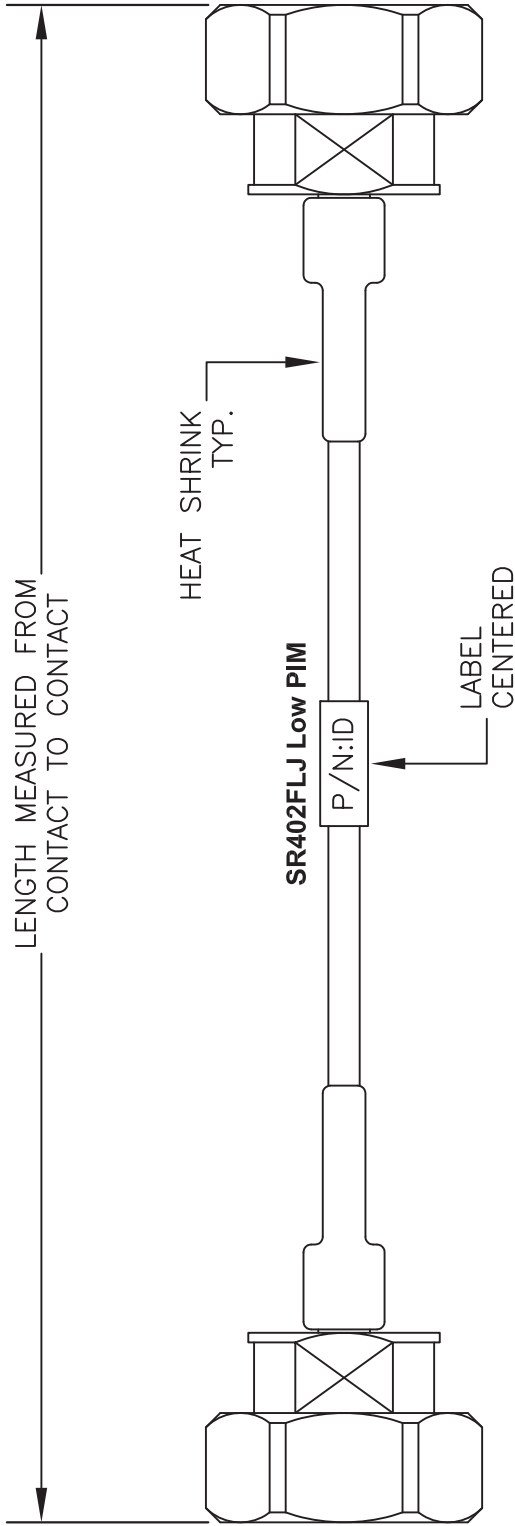 LENGTH MEASURED FROM
CONTACT TO CONTACT
HEAT SHRINK
TYP.
SR402FLJ Low PIM
P/N:ID
LABEL
CENTERED